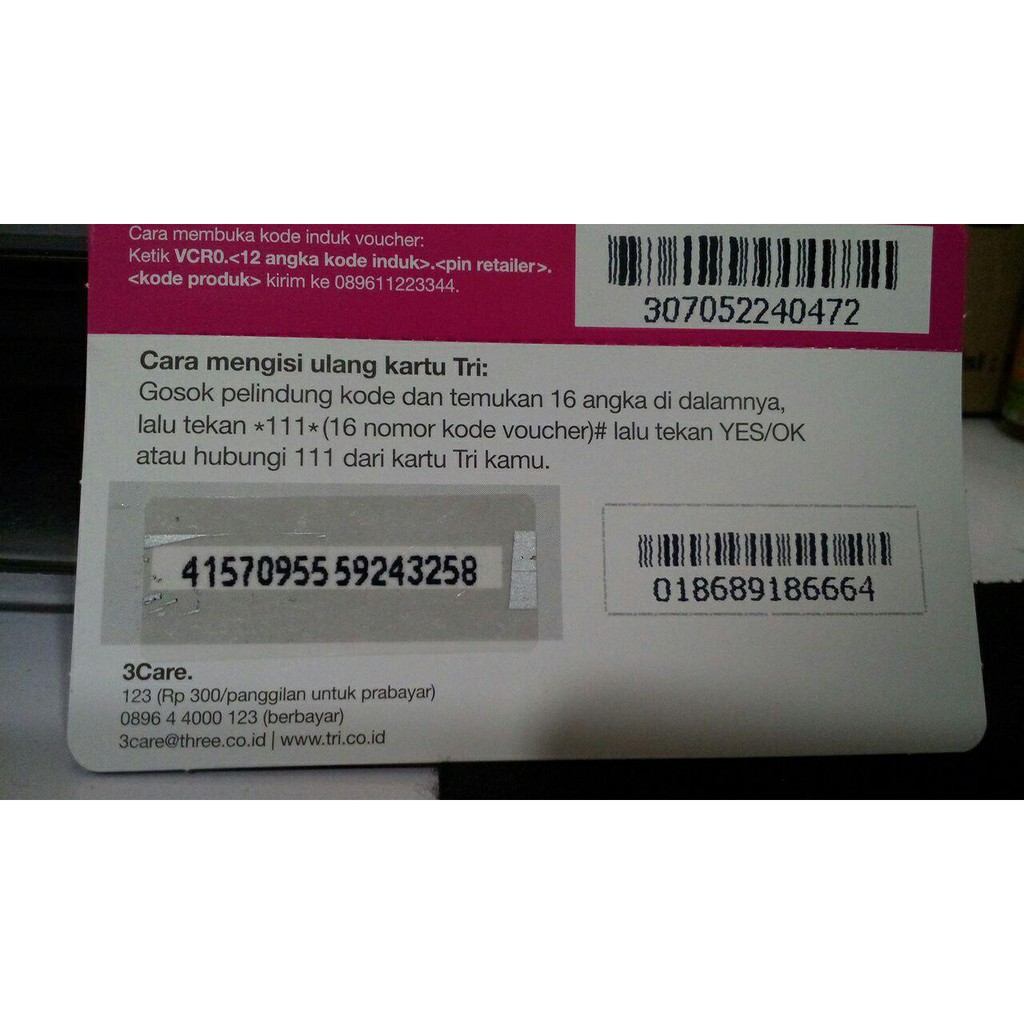 Cara membuka kode induk voucher:
Ketik VCR0.<12 angka kode induk>.<pin retailer>.
<kode produk> kirim ke 089611223344.
307052240472
Cara mengisi ulang kartu Tri:
Gosok pelindung kode dan temukan 16 angka di dalamnya,
lalu tekan *111*(16 nomor kode voucher)# lalu tekan YES/OK
atau hubungi 111 dari kartu Tri kamu.
41570955 59243258
018689186664
3Care.
123 (Rp 300/panggilan untuk prabayar)
0896 4 4000 123 (berbayar)
3care@three.co.id | www.tri.co.id